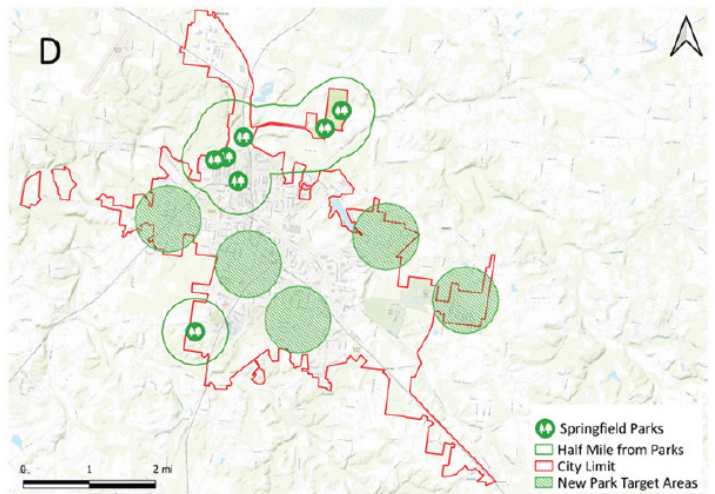 D
Springfield Parks
Half Mile from Parks
City Limit
New Park Target Areas
0 1 2 mi